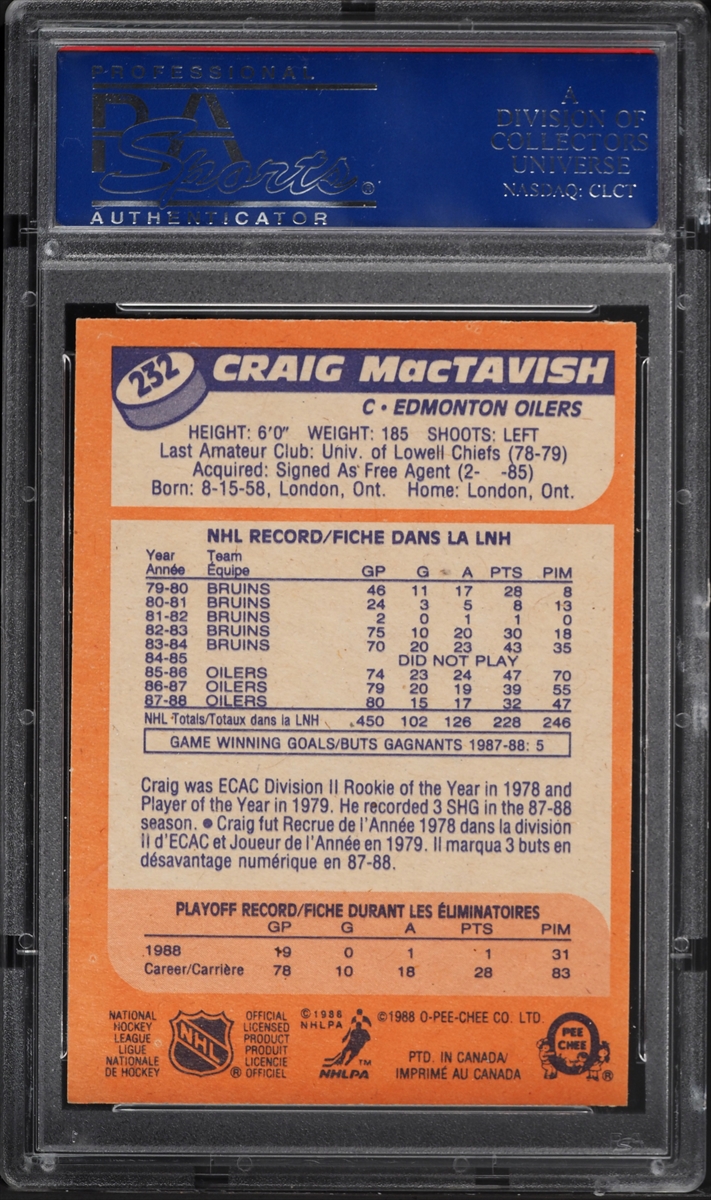 PROFESSIONAL
PSA
Sports ®
AUTHENTICATOR
A
DIVISION OF
COLLECTORS
UNIVERSE
NASDAQ: CLCT
232
CRAIG MacTAVISH
C • EDMONTON OILERS
HEIGHT: 6'0" WEIGHT: 185 SHOOTS: LEFT
Last Amateur Club: Univ. of Lowell Chiefs (78-79)
Acquired: Signed As Free Agent (2- -85)
Born: 8-15-58, London, Ont. Home: London, Ont.
NHL RECORD/FICHE DANS LA LNH
Year Team
Année Équipe GP G A PTS PIM
79-80 BRUINS 46 11 17 28 8
80-81 BRUINS 24 3 5 8 13
81-82 BRUINS 2 0 1 1 0
82-83 BRUINS 75 10 20 30 18
83-84 BRUINS 70 20 23 43 35
84-85 DID NOT PLAY
85-86 OILERS 74 23 24 47 70
86-87 OILERS 79 20 19 39 55
87-88 OILERS 80 15 17 32 47
NHL Totals/Totaux dans la LNH 450 102 126 228 246
GAME WINNING GOALS/BUTS GAGNANTS 1987-88: 5
Craig was ECAC Division II Rookie of the Year in 1978 and
Player of the Year in 1979. He recorded 3 SHG in the 87-88
season. ● Craig fut Recrue de l'Année 1978 dans la division
II d'ECAC et Joueur de l'Année en 1979. Il marqua 3 buts en
désavantage numérique en 87-88.
PLAYOFF RECORD/FICHE DURANT LES ÉLIMINATOIRES
GP G A PTS PIM
1988 19 0 1 1 31
Career/Carrière 78 10 18 28 83
NATIONAL
HOCKEY
LEAGUE
LIGUE
NATIONALE
DE HOCKEY
NHL
®
OFFICIAL
LICENSED
PRODUCT
PRODUIT
LICENCIE
OFFICIEL
©1986
NHLPA
™
NHLPA
©1988 O-PEE-CHEE CO. LTD.
PTD. IN CANADA/
IMPRIMÉ AU CANADA
O
PEE
CHEE
®